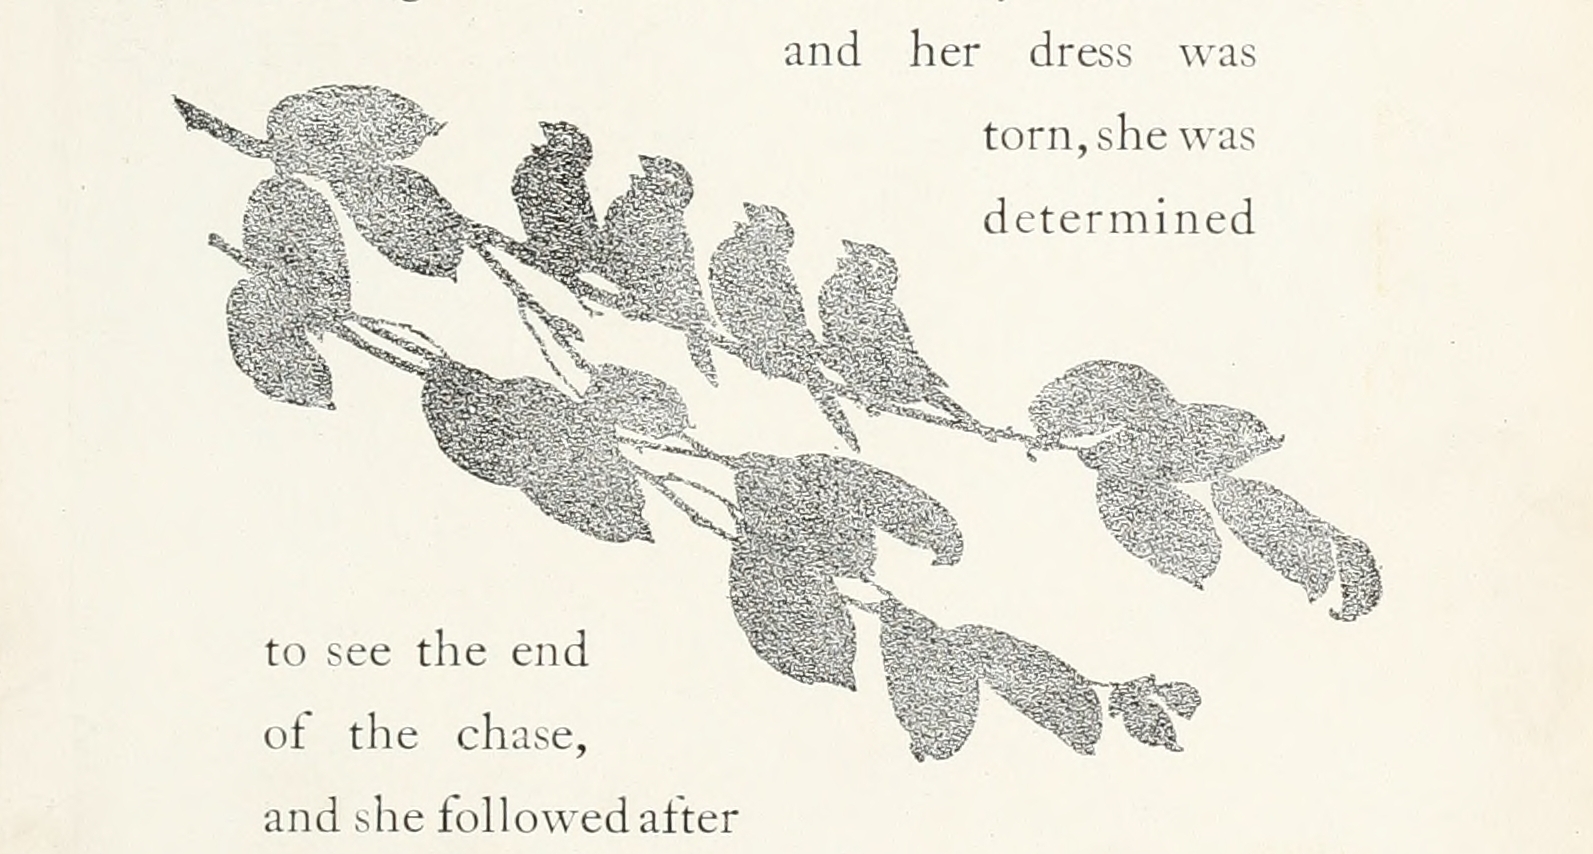 and her dress was
torn, she was
determined
to see the end
of the chase,
and she followed after